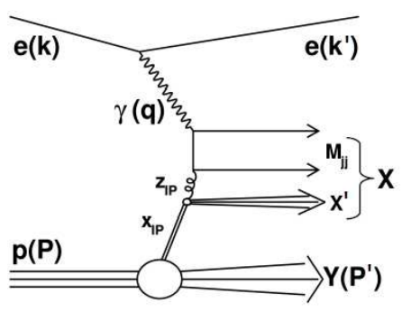 e(k) e(k')
γ(q)
M_jj
X
z_IP
X'
x_IP
p(P)
Y(P')